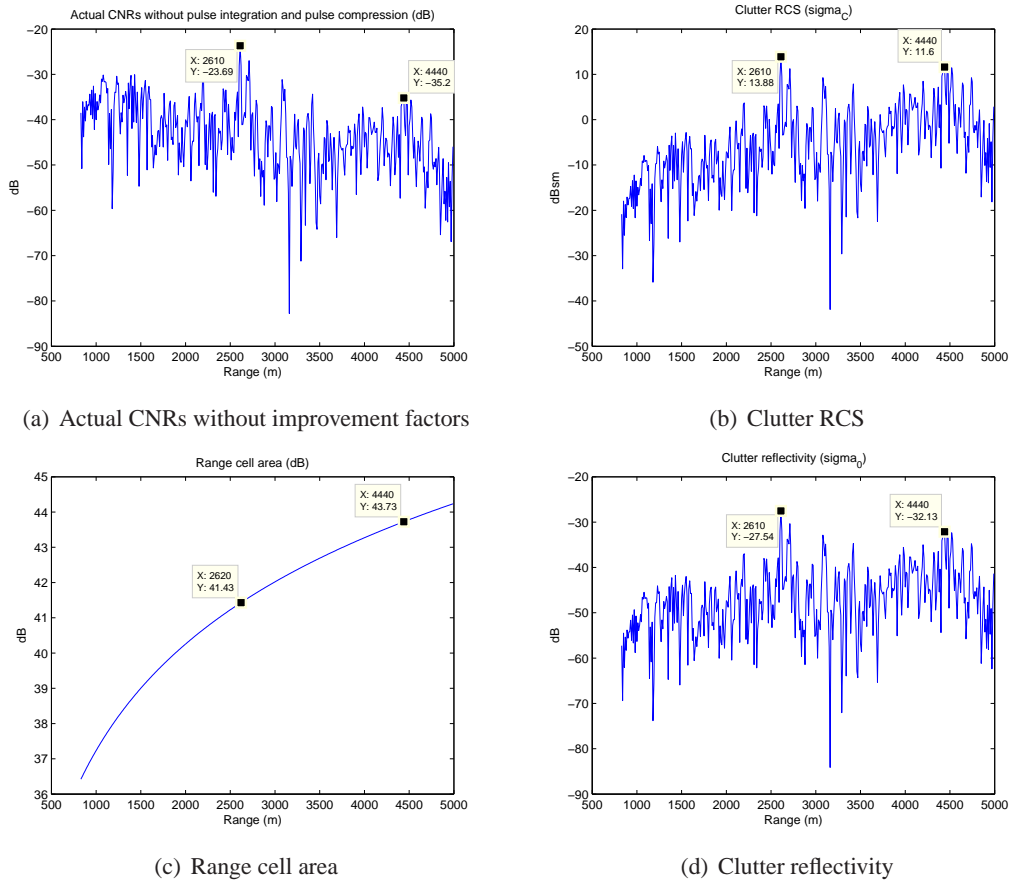 Actual CNRs without pulse integration and pulse compression (dB)
−20
−30
−40
−50
−60
−70
−80
−90
dB
X: 2610
Y: −23.69
X: 4440
Y: −35.2
500 1000 1500 2000 2500 3000 3500 4000 4500 5000
Range (m)
(a) Actual CNRs without improvement factors
Clutter RCS (sigma_C)
20
10
0
−10
−20
−30
−40
−50
dBsm
X: 2610
Y: 13.88
X: 4440
Y: 11.6
500 1000 1500 2000 2500 3000 3500 4000 4500 5000
Range (m)
(b) Clutter RCS
Range cell area (dB)
45
44
43
42
41
40
39
38
37
36
dB
X: 4440
Y: 43.73
X: 2620
Y: 41.43
500 1000 1500 2000 2500 3000 3500 4000 4500 5000
Range (m)
(c) Range cell area
Clutter reflectivity (sigma_0)
−20
−30
−40
−50
−60
−70
−80
−90
dB
X: 2610
Y: −27.54
X: 4440
Y: −32.13
500 1000 1500 2000 2500 3000 3500 4000 4500 5000
Range (m)
(d) Clutter reflectivity